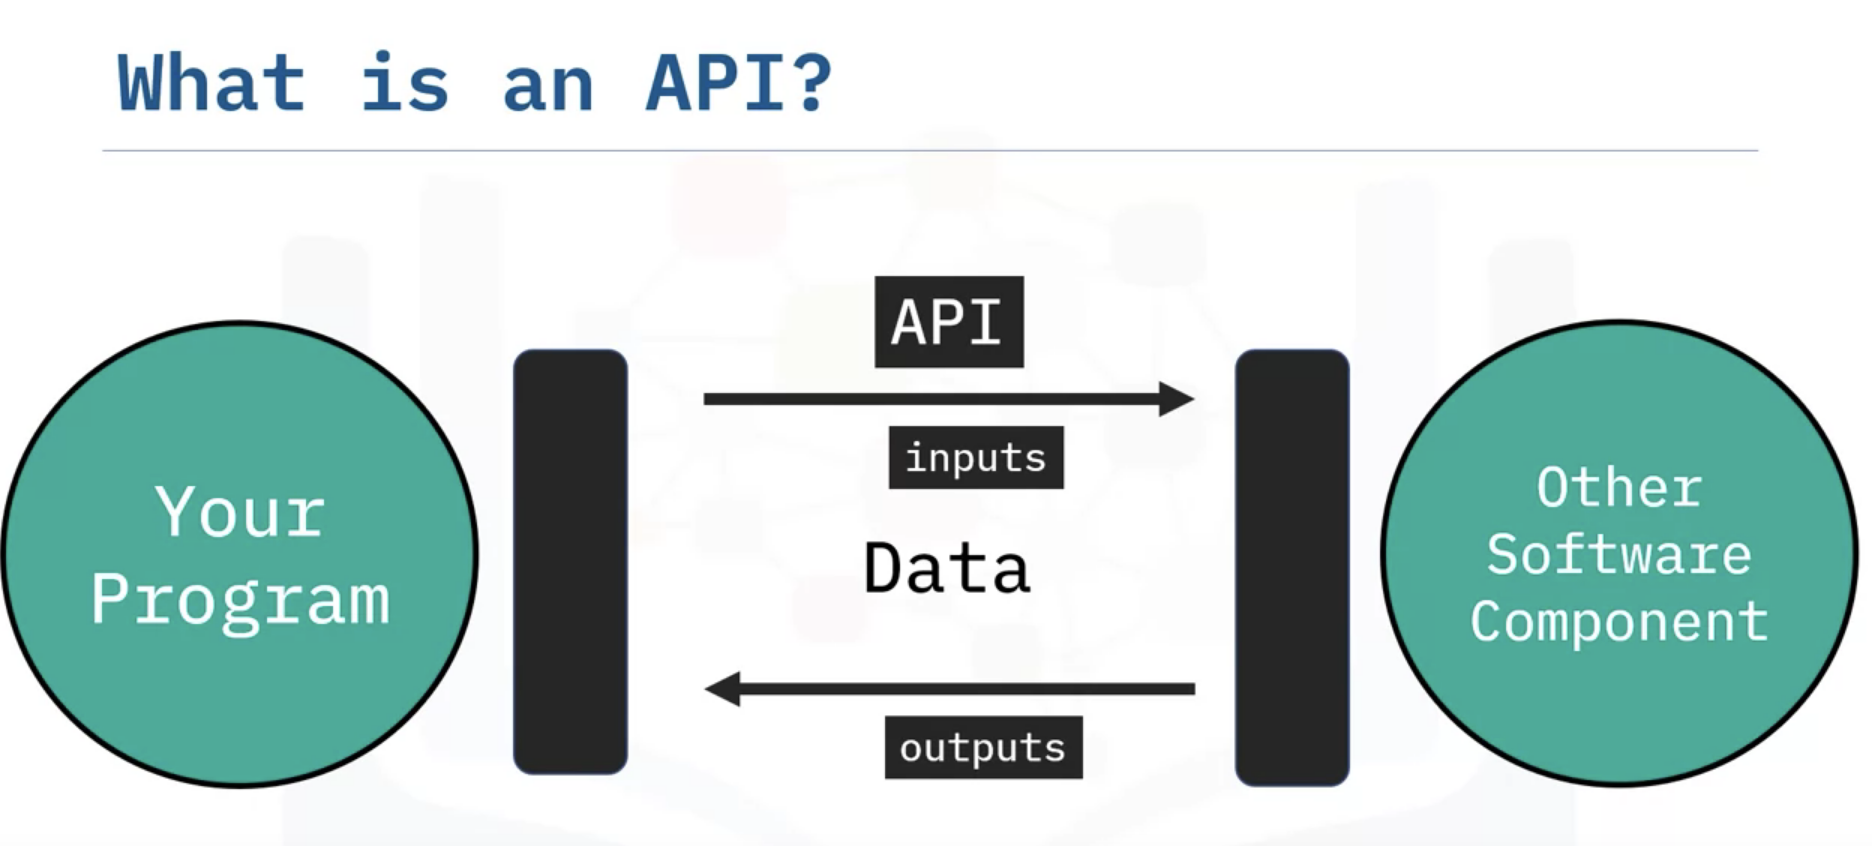 What is an API?
API
inputs
Your
Program
Data
Other
Software
Component
outputs